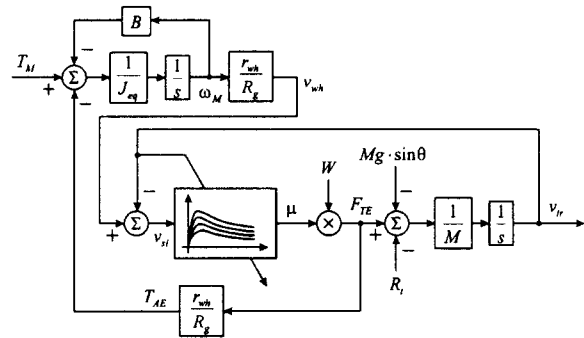 B
T_M
−
+
Σ
−
1
J_eq
1
s
ω_M
r_wh
R_g
v_wh
−
+
Σ
v_sl
μ
W
×
F_TE
Mg·sinθ
−
+
Σ
−
R_t
1
M
1
s
v_tr
T_AE
r_wh
R_g